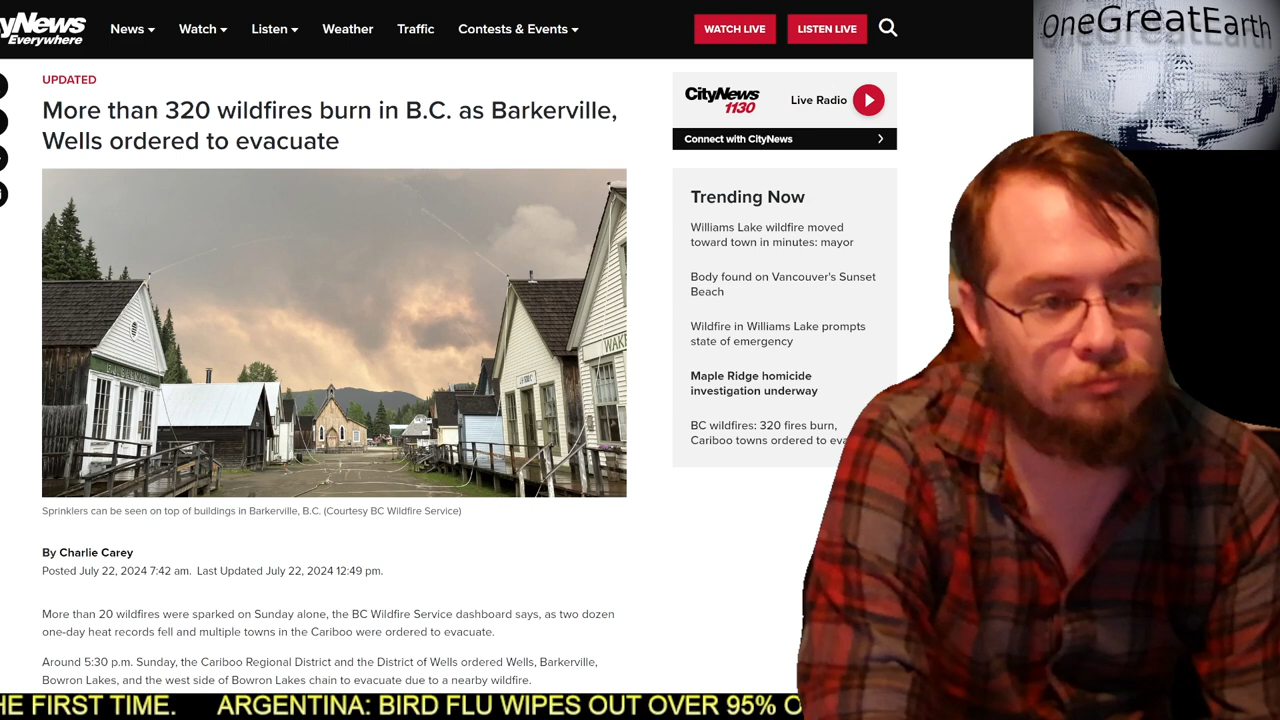 yNews
Everywhere
News
Watch
Listen
Weather
Traffic
Contests & Events
WATCH LIVE
LISTEN LIVE
OneGreatEarth
UPDATED
More than 320 wildfires burn in B.C. as Barkerville,
Wells ordered to evacuate
CityNews
1130
Live Radio
Connect with CityNews
Trending Now
Williams Lake wildfire moved
toward town in minutes: mayor
Body found on Vancouver's Sunset
Beach
Wildfire in Williams Lake prompts
state of emergency
Maple Ridge homicide
investigation underway
BC wildfires: 320 fires burn,
Cariboo towns ordered to eva
WAKE
Sprinklers can be seen on top of buildings in Barkerville, B.C. (Courtesy BC Wildfire Service)
By Charlie Carey
Posted July 22, 2024 7:42 am. Last Updated July 22, 2024 12:49 pm.
More than 20 wildfires were sparked on Sunday alone, the BC Wildfire Service dashboard says, as two dozen
one-day heat records fell and multiple towns in the Cariboo were ordered to evacuate.
Around 5:30 p.m. Sunday, the Cariboo Regional District and the District of Wells ordered Wells, Barkerville,
Bowron Lakes, and the west side of Bowron Lakes chain to evacuate due to a nearby wildfire.
HE FIRST TIME. ARGENTINA: BIRD FLU WIPES OUT OVER 95% O